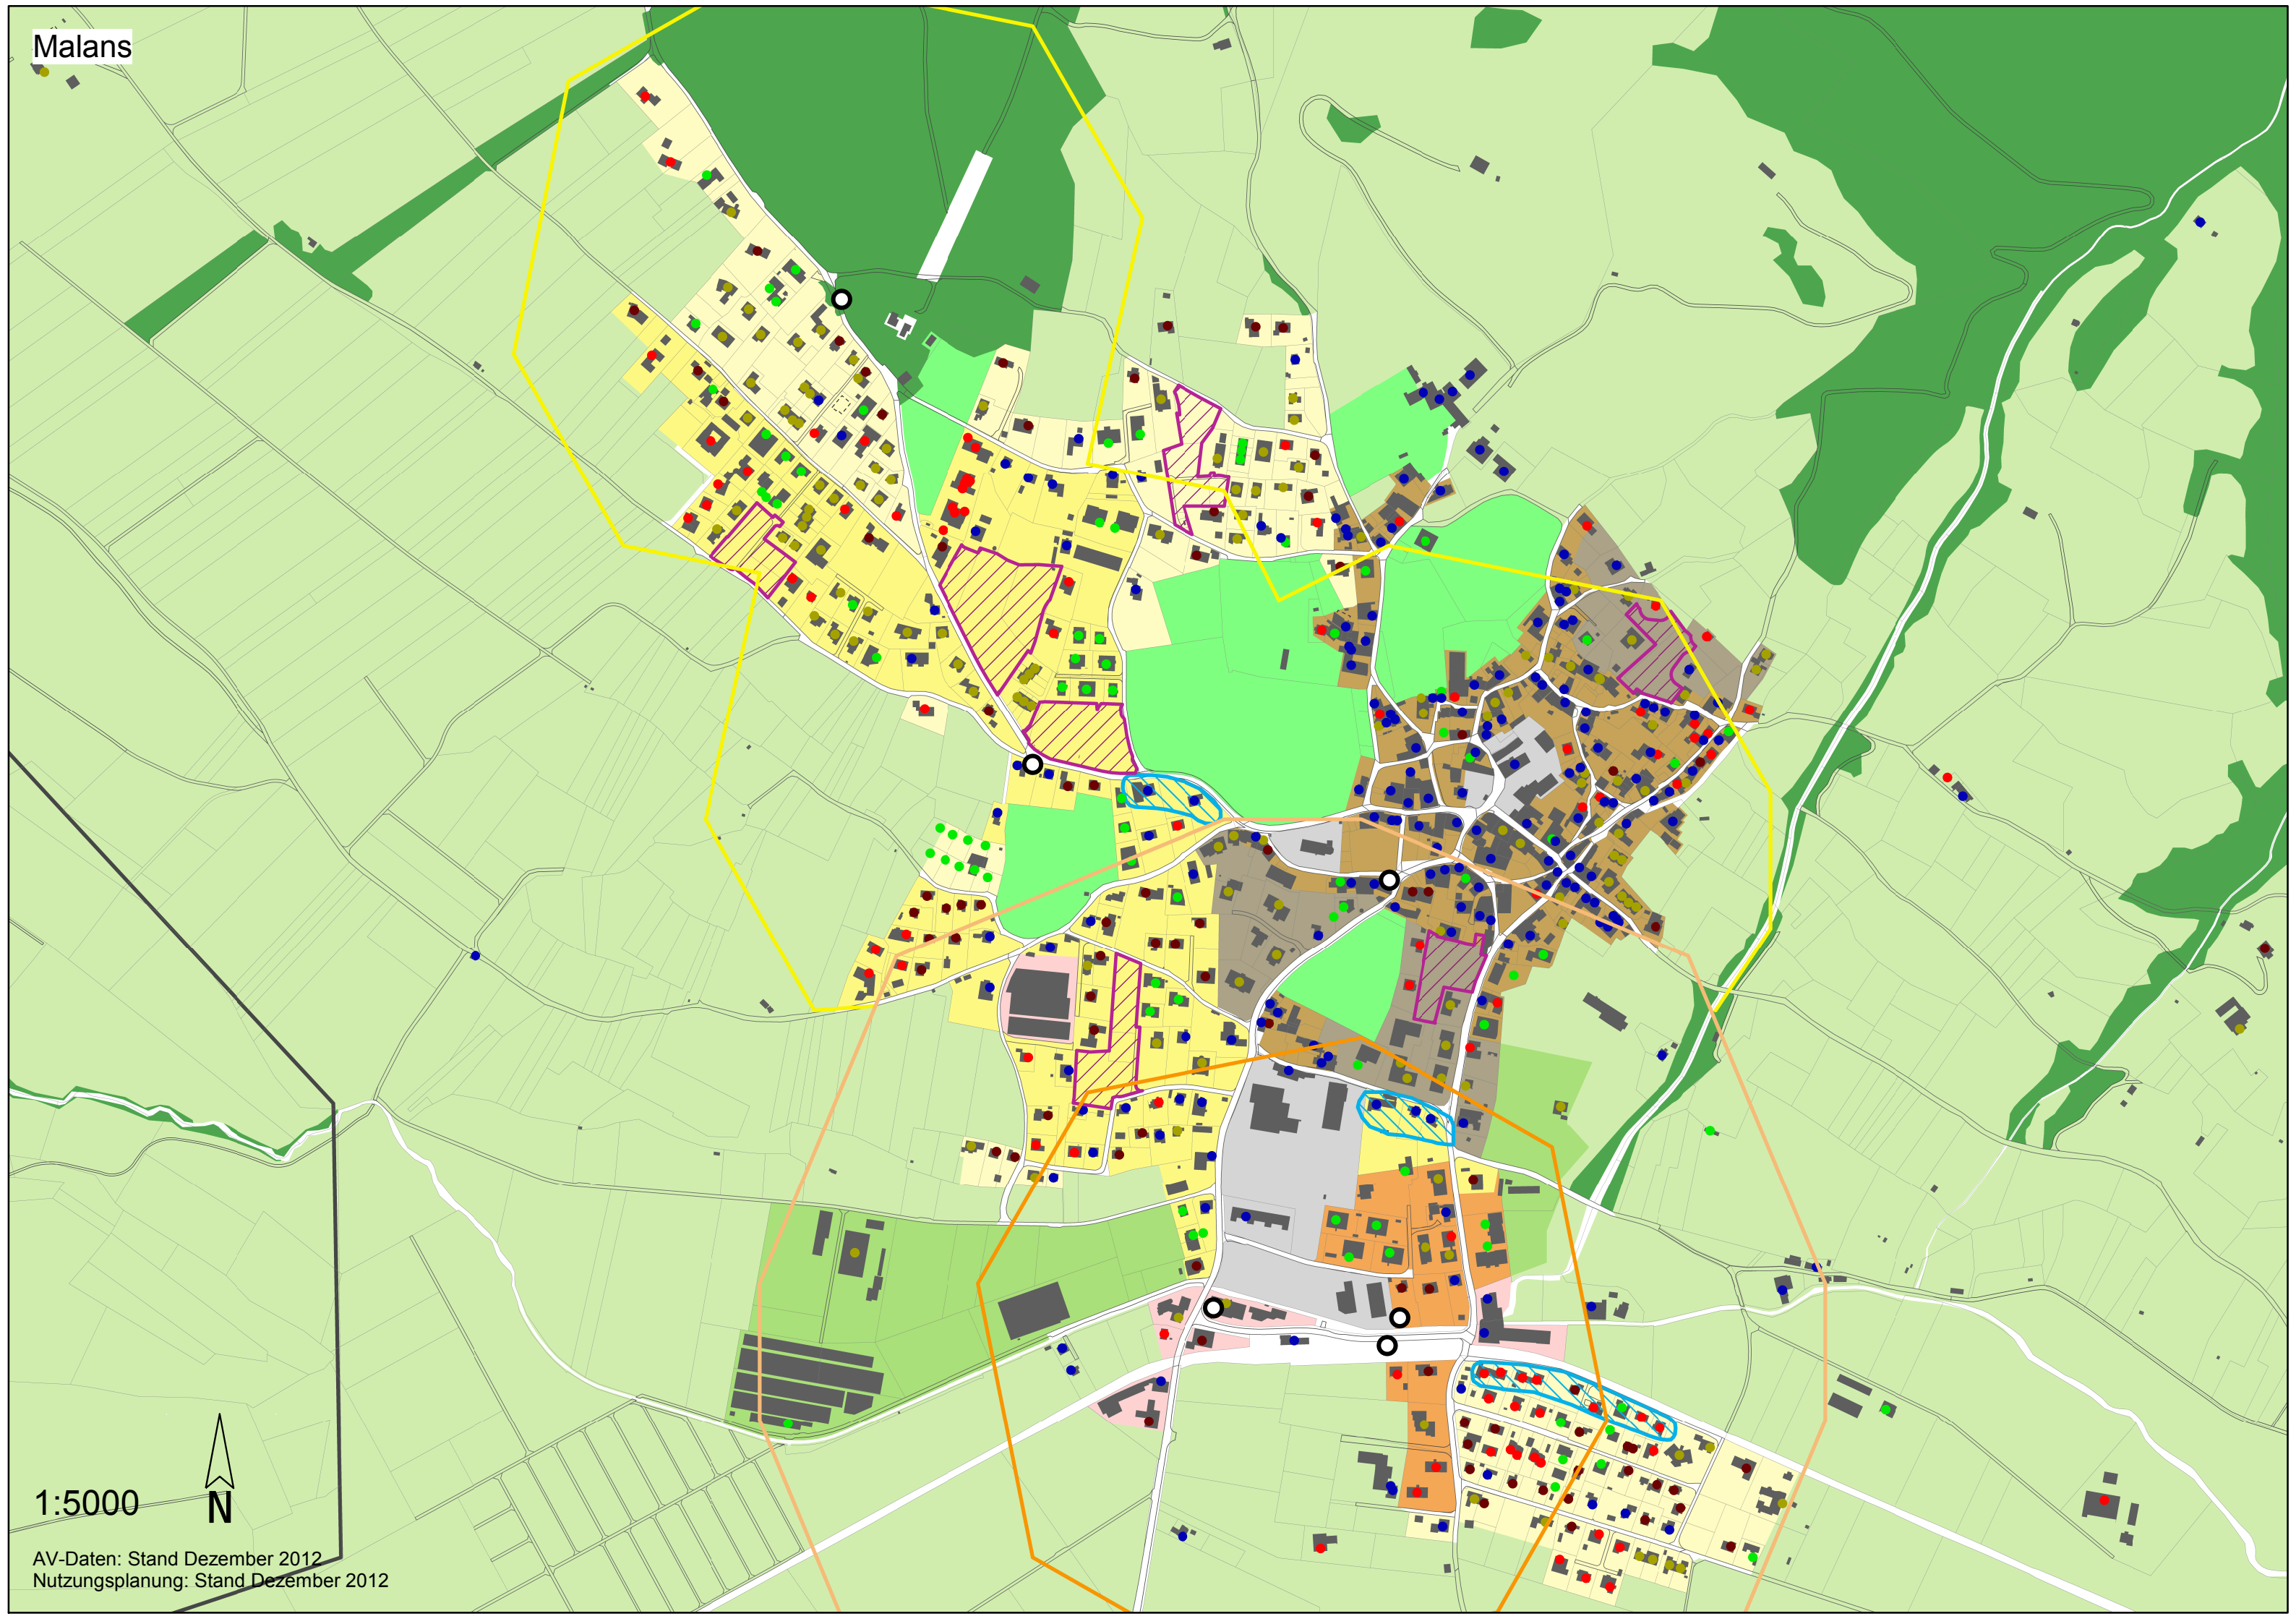 Malans
1:5000
N
AV-Daten: Stand Dezember 2012
Nutzungsplanung: Stand Dezember 2012